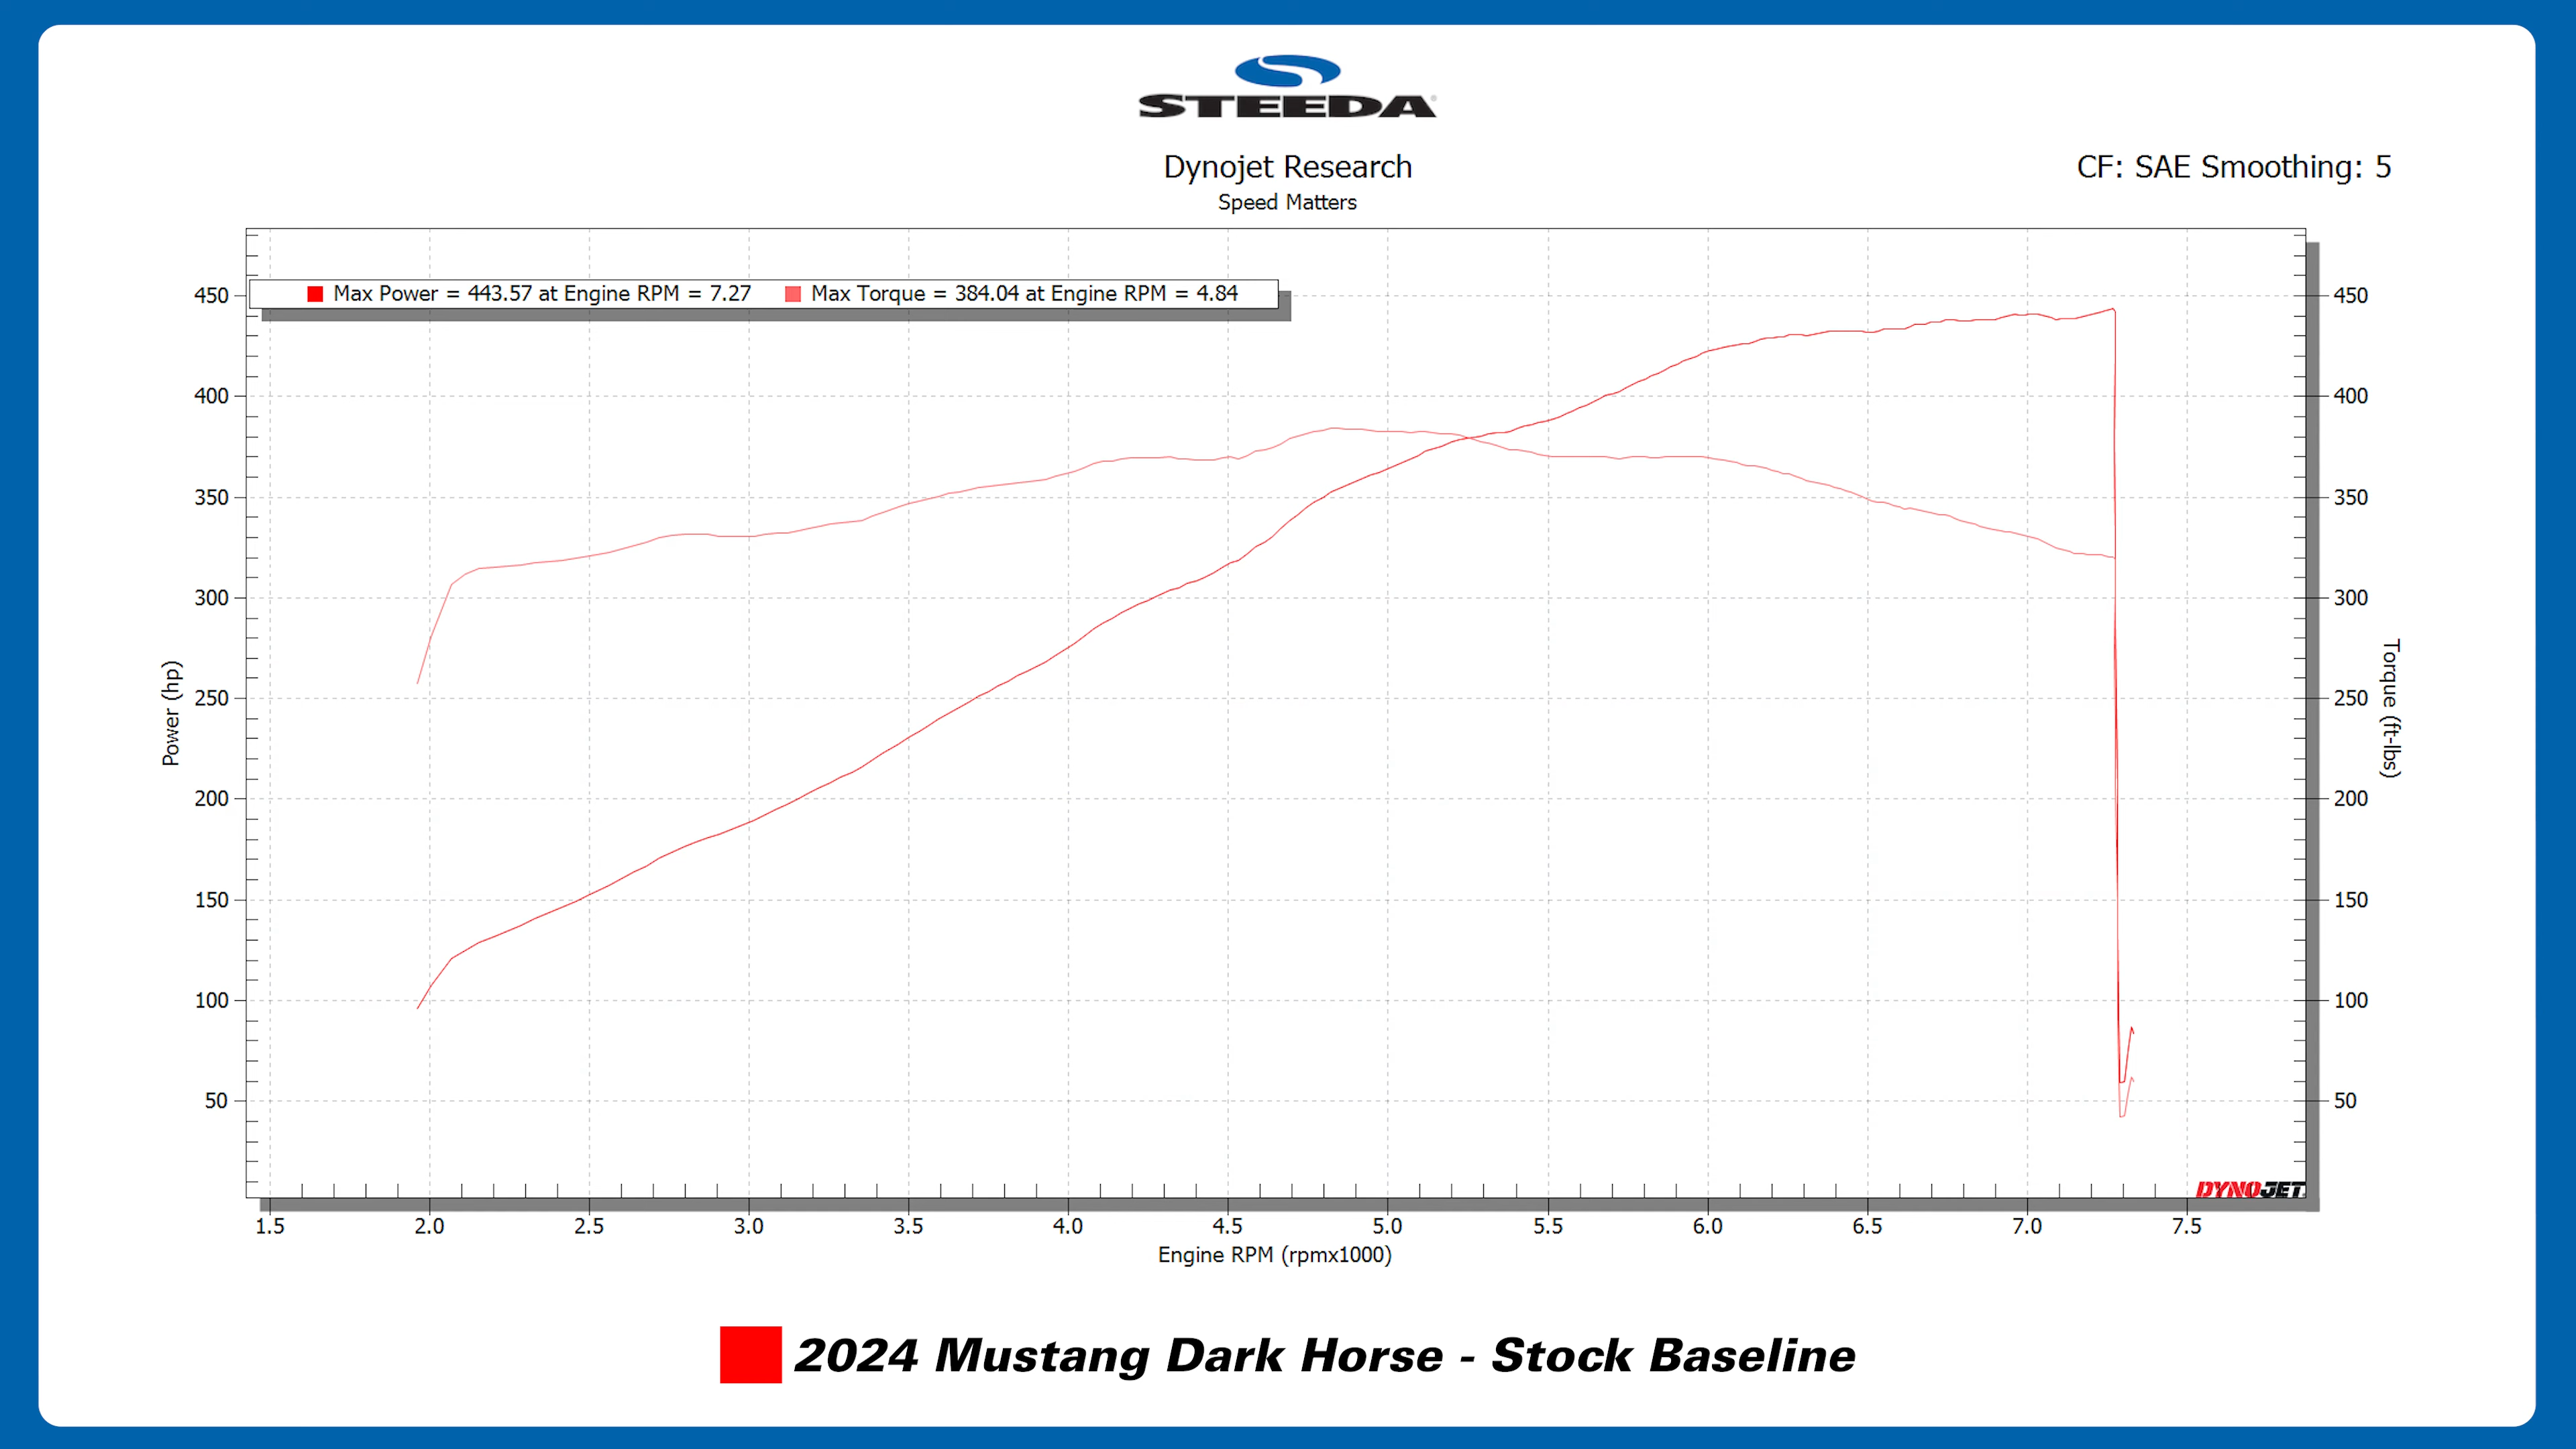 STEEDA
Dynojet Research
CF: SAE Smoothing: 5
Speed Matters
Max Power = 443.57 at Engine RPM = 7.27 Max Torque = 384.04 at Engine RPM = 4.84
450 450
400 400
350 350
300 300
250 250
200 200
150 150
100 100
50 50
Power (hp)
Torque (ft-lbs)
DYNOJET
1.5 2.0 2.5 3.0 3.5 4.0 4.5 5.0 5.5 6.0 6.5 7.0 7.5
Engine RPM (rpmx1000)
2024 Mustang Dark Horse - Stock Baseline